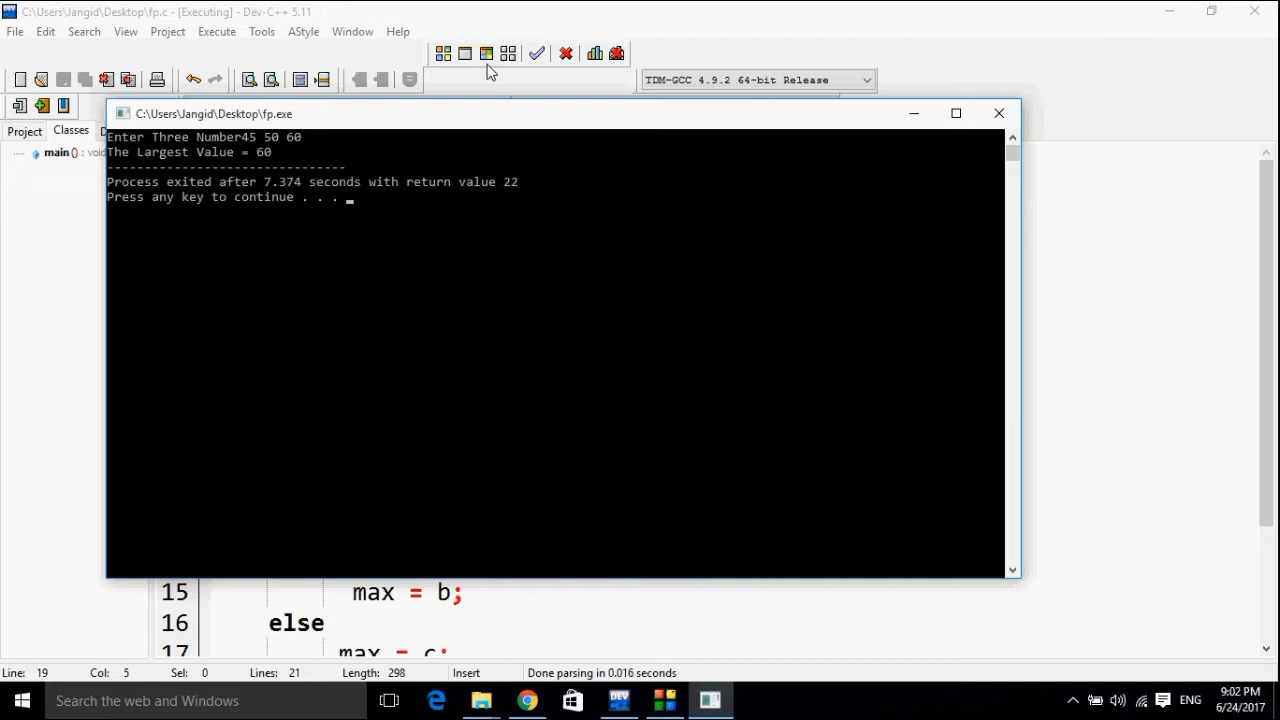 C:\Users\Jangid\Desktop\fp.c - [Executing] - Dev-C++ 5.11
File Edit Search View Project Execute Tools AStyle Window Help
TDM-GCC 4.9.2 64-bit Release
Project Classes D
main () : void
C:\Users\Jangid\Desktop\fp.exe
Enter Three Number45 50 60
The Largest Value = 60
--------------------------------
Process exited after 7.374 seconds with return value 22
Press any key to continue . . .
15 max = b;
16 else
17 max = c;
Line: 19 Col: 5 Sel: 0 Lines: 21 Length: 298 Insert Done parsing in 0.016 seconds
Search the web and Windows
DEV
ENG
9:02 PM
6/24/2017